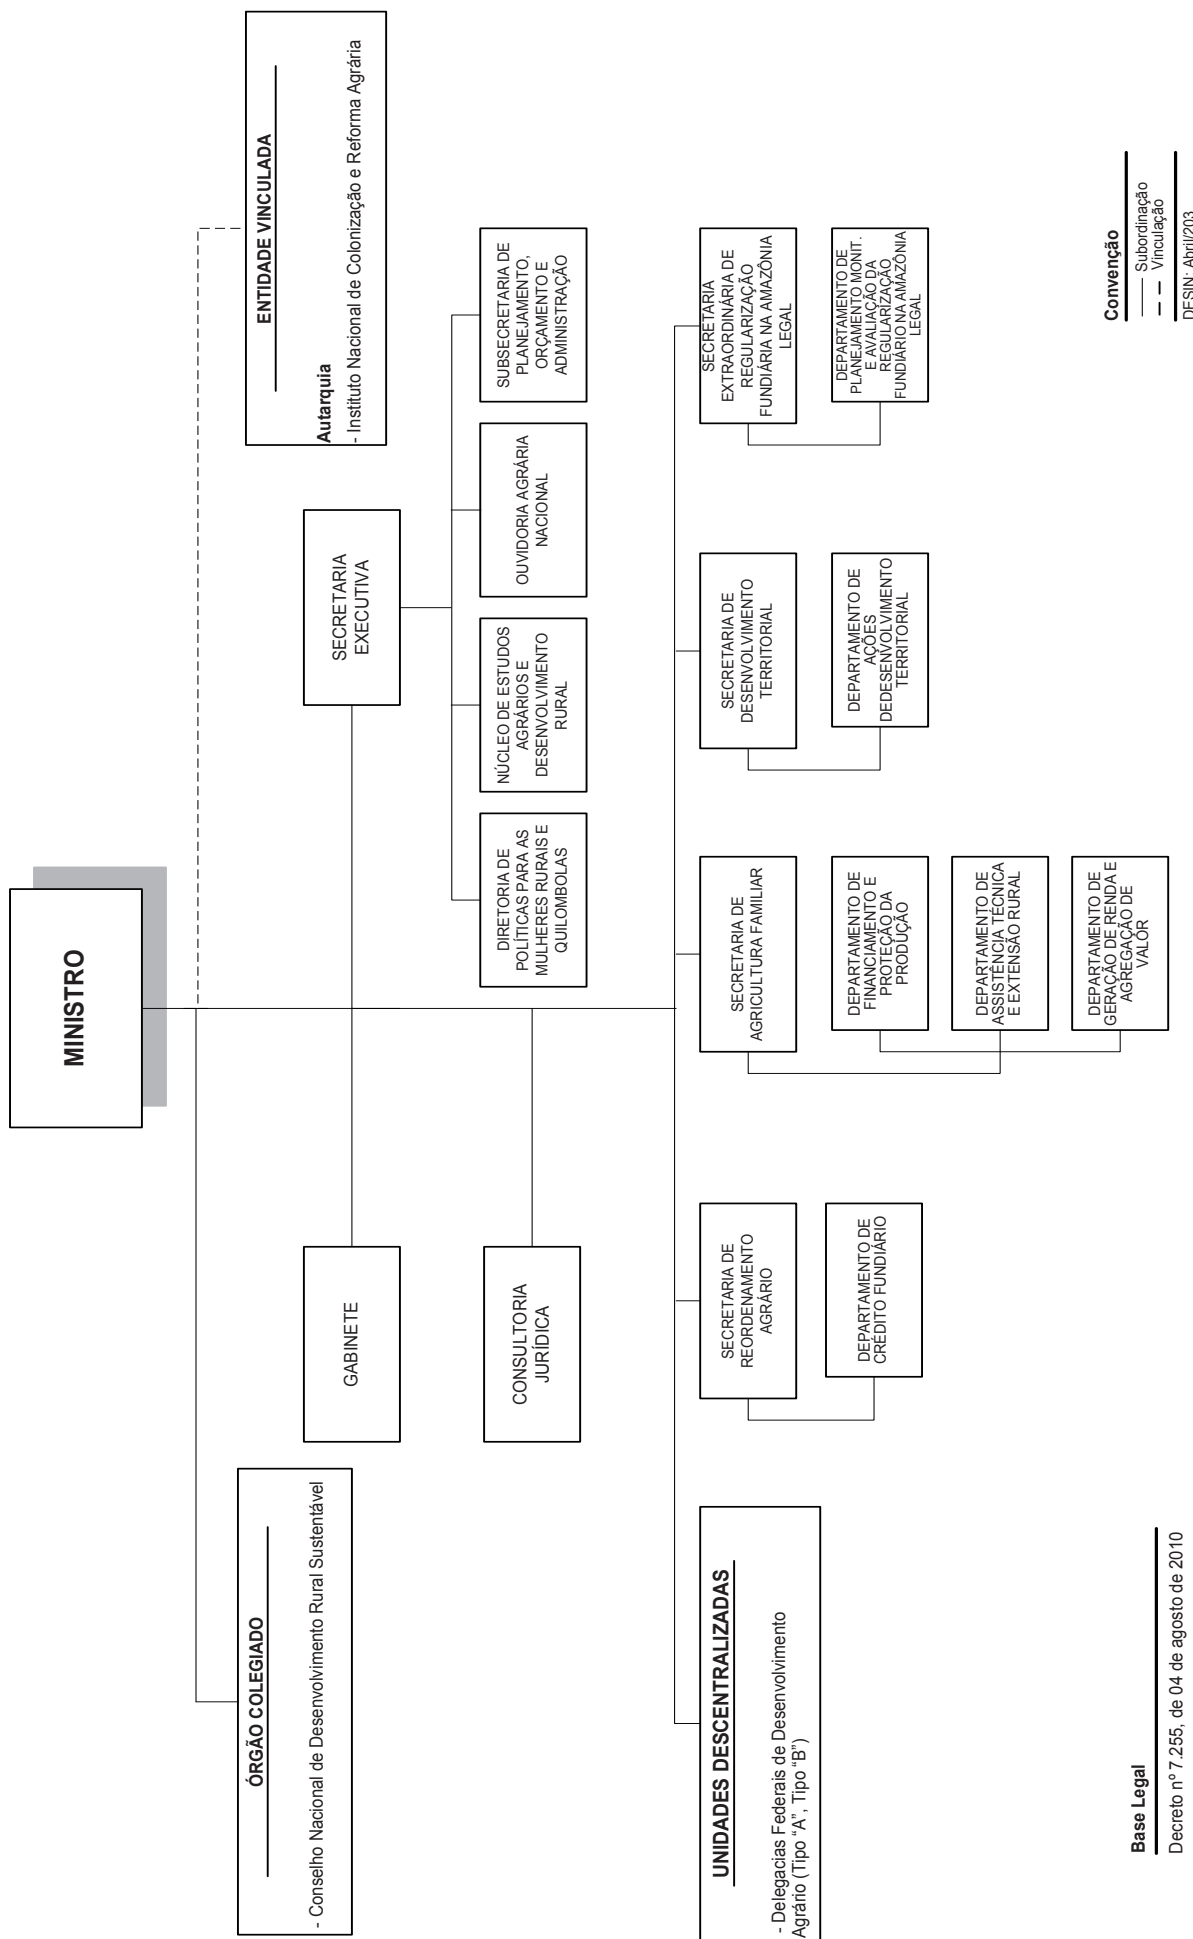 MINISTRO
ÓRGÃO COLEGIADO
- Conselho Nacional de Desenvolvimento Rural Sustentável
ENTIDADE VINCULADA
Autarquia
- Instituto Nacional de Colonização e Reforma Agrária
GABINETE
SECRETARIA
EXECUTIVA
CONSULTORIA
JURÍDICA
DIRETORIA DE
POLÍTICAS PARA AS
MULHERES RURAIS E
QUILOMBOLAS
NÚCLEO DE ESTUDOS
AGRÁRIOS E
DESENVOLVIMENTO
RURAL
OUVIDORIA AGRÁRIA
NACIONAL
SUBSECRETARIA DE
PLANEJAMENTO,
ORÇAMENTO E
ADMINISTRAÇÃO
UNIDADES DESCENTRALIZADAS
- Delegacias Federais de Desenvolvimento
Agrário (Tipo “A”, Tipo “B”)
SECRETARIA DE
REORDENAMENTO
AGRÁRIO
DEPARTAMENTO DE
CRÉDITO FUNDIÁRIO
SECRETARIA DE
AGRICULTURA FAMILIAR
DEPARTAMENTO DE
FINANCIAMENTO E
PROTEÇÃO DA
PRODUÇÃO
DEPARTAMENTO DE
ASSISTÊNCIA TÉCNICA
E EXTENSÃO RURAL
DEPARTAMENTO DE
GERAÇÃO DE RENDA E
AGREGAÇÃO DE
VALOR
SECRETARIA DE
DESENVOLVIMENTO
TERRITORIAL
DEPARTAMENTO DE
AÇÕES
DEDESENVOLVIMENTO
TERRITORIAL
SECRETARIA
EXTRAORDINÁRIA DE
REGULARIZAÇÃO
FUNDIÁRIA NA AMAZÔNIA
LEGAL
DEPARTAMENTO DE
PLANEJAMENTO MONIT.
E AVALIAÇÃO DA
REGULARIZAÇÃO
FUNDIÁRIO NA AMAZÔNIA
LEGAL
Base Legal
Decreto nº 7.255, de 04 de agosto de 2010
Convenção
Subordinação
Vinculação
DESIN: Abril/203